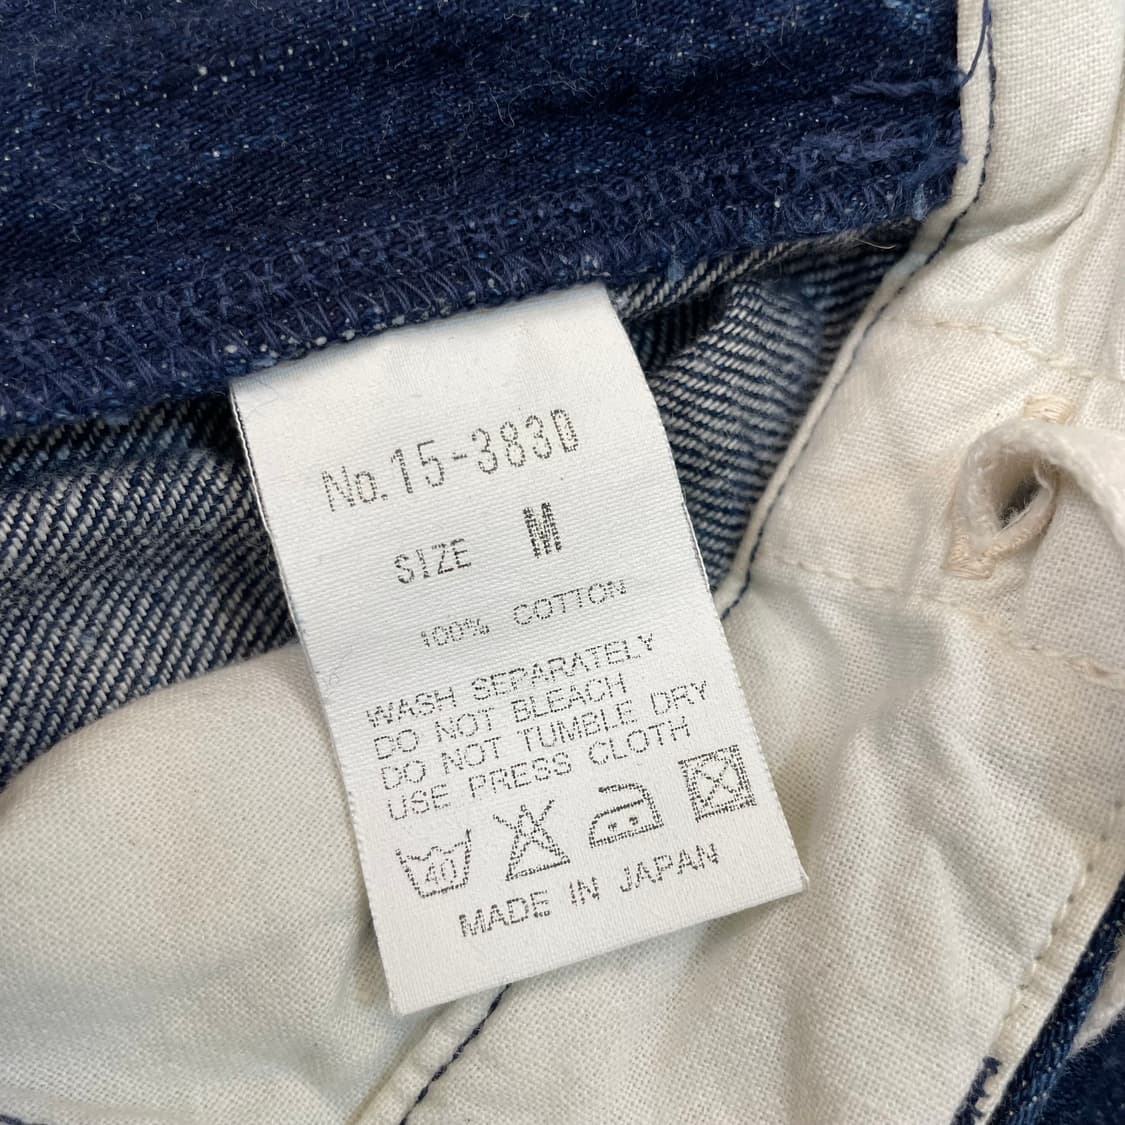 No.15-383D
SIZE M
100% COTTON
WASH SEPARATELY
DO NOT BLEACH
DO NOT TUMBLE DRY
USE PRESS CLOTH
40
MADE IN JAPAN